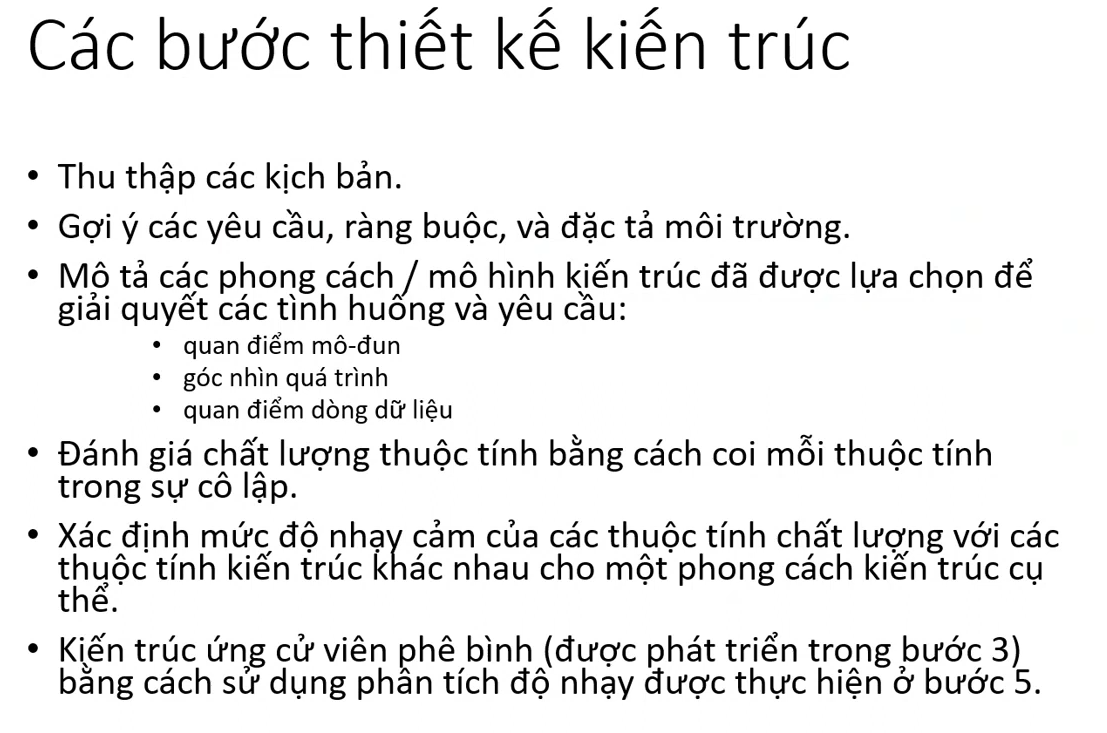 Các bước thiết kế kiến trúc
• Thu thập các kịch bản.
• Gợi ý các yêu cầu, ràng buộc, và đặc tả môi trường.
• Mô tả các phong cách / mô hình kiến trúc đã được lựa chọn để
giải quyết các tình huống và yêu cầu:
• quan điểm mô-đun
• góc nhìn quá trình
• quan điểm dòng dữ liệu
• Đánh giá chất lượng thuộc tính bằng cách coi mỗi thuộc tính
trong sự cô lập.
• Xác định mức độ nhạy cảm của các thuộc tính chất lượng với các
thuộc tính kiến trúc khác nhau cho một phong cách kiến trúc cụ
thể.
• Kiến trúc ứng cử viên phê bình (được phát triển trong bước 3)
bằng cách sử dụng phân tích độ nhạy được thực hiện ở bước 5.